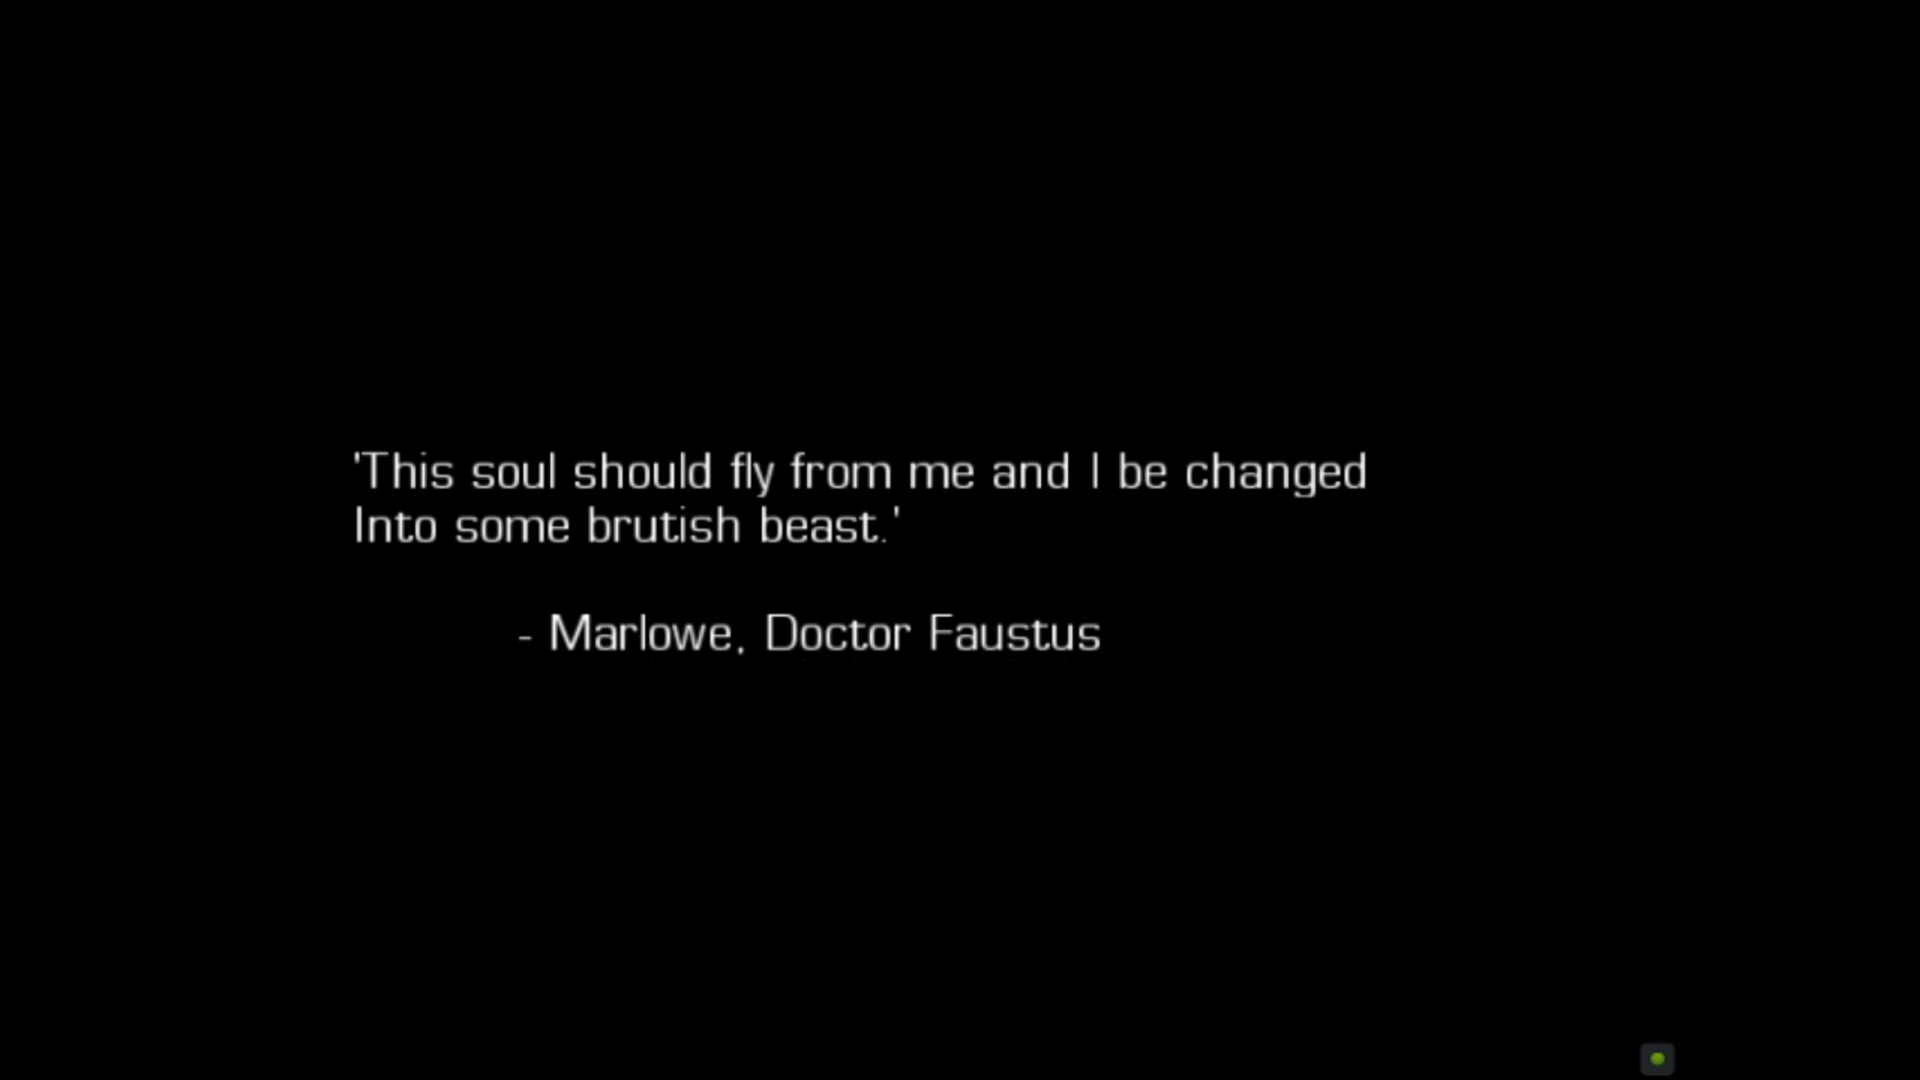 'This soul should fly from me and I be changed
Into some brutish beast.'
- Marlowe, Doctor Faustus